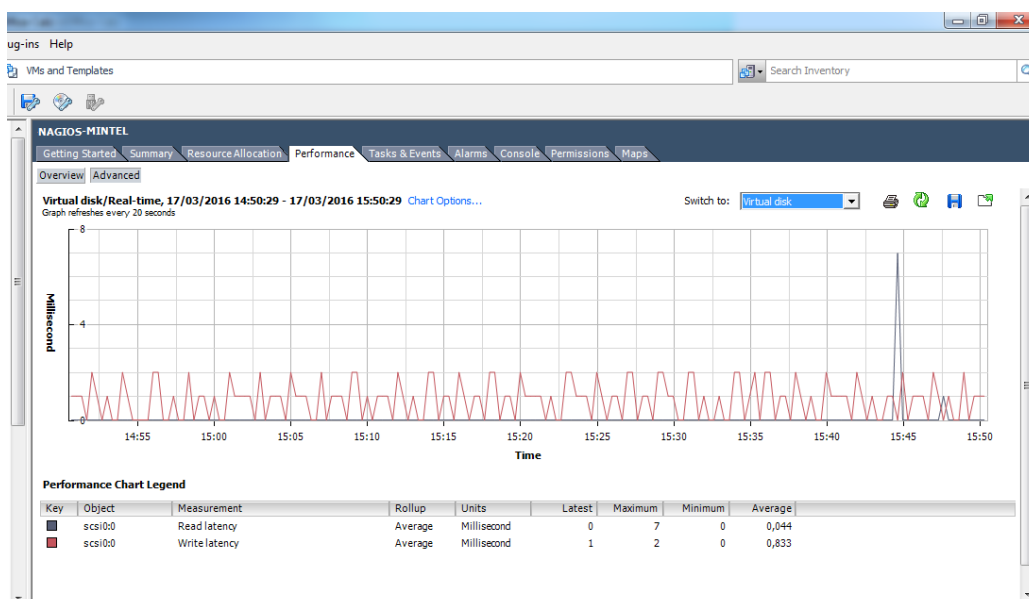 ug-ins Help
VMs and Templates
Search Inventory
NAGIOS-MINTEL
Getting Started Summary Resource Allocation Performance Tasks & Events Alarms Console Permissions Maps
Overview Advanced
Virtual disk/Real-time, 17/03/2016 14:50:29 - 17/03/2016 15:50:29 Chart Options...
Graph refreshes every 20 seconds
Switch to: Virtual disk
8
4
0
Millisecond
14:55 15:00 15:05 15:10 15:15 15:20 15:25 15:30 15:35 15:40 15:45 15:50
Time
Performance Chart Legend
Key Object Measurement Rollup Units Latest Maximum Minimum Average
scsi0:0 Read latency Average Millisecond 0 7 0 0,044
scsi0:0 Write latency Average Millisecond 1 2 0 0,833